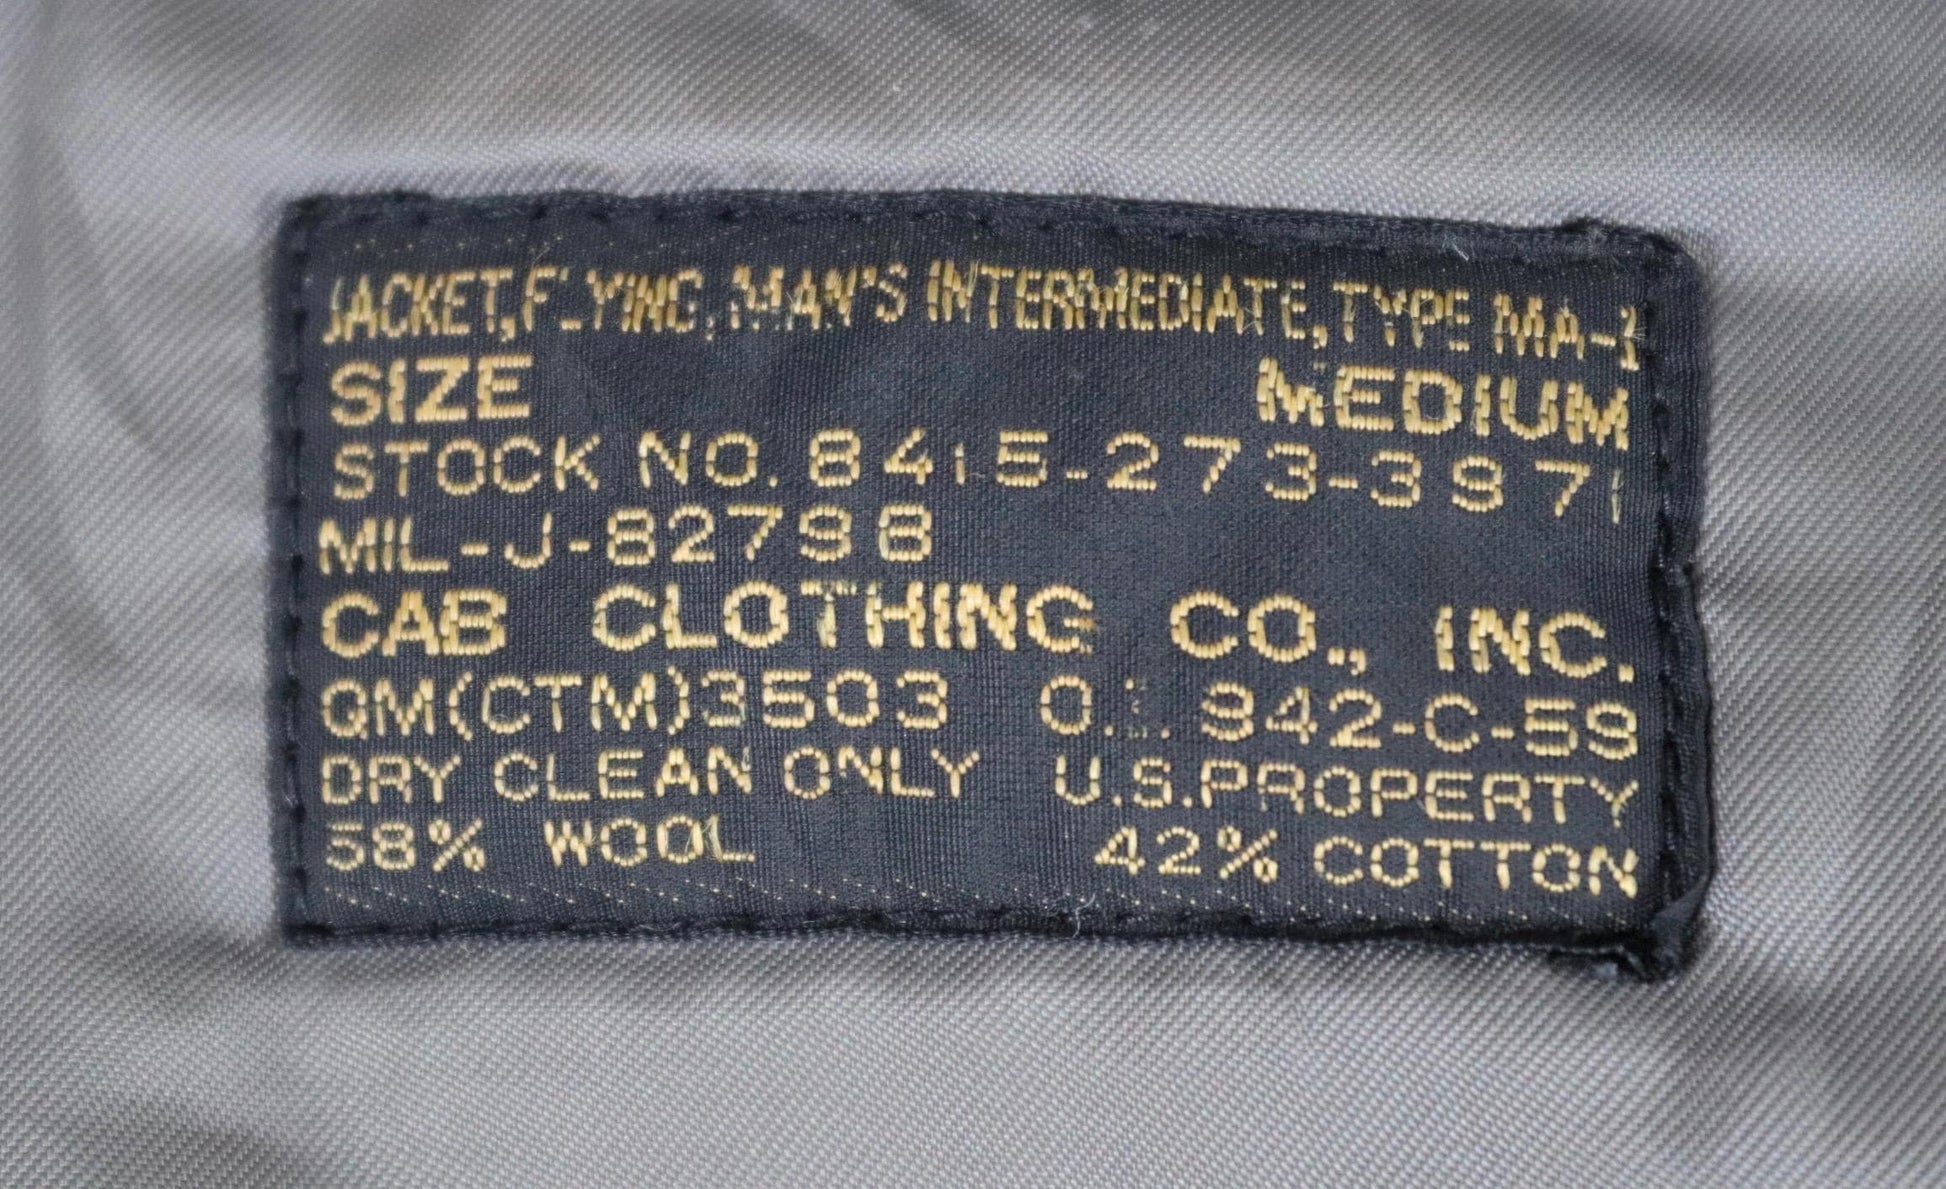 JACKET, FLYING, MAN'S INTERMEDIATE, TYPE MA-1
SIZE MEDIUM
STOCK NO. 8415-273-3971
MIL-J-82798
CAB CLOTHING CO., INC.
QM(CTM)3503 942-C-59
DRY CLEAN ONLY U.S.PROPERTY
58% WOOL 42% COTTON